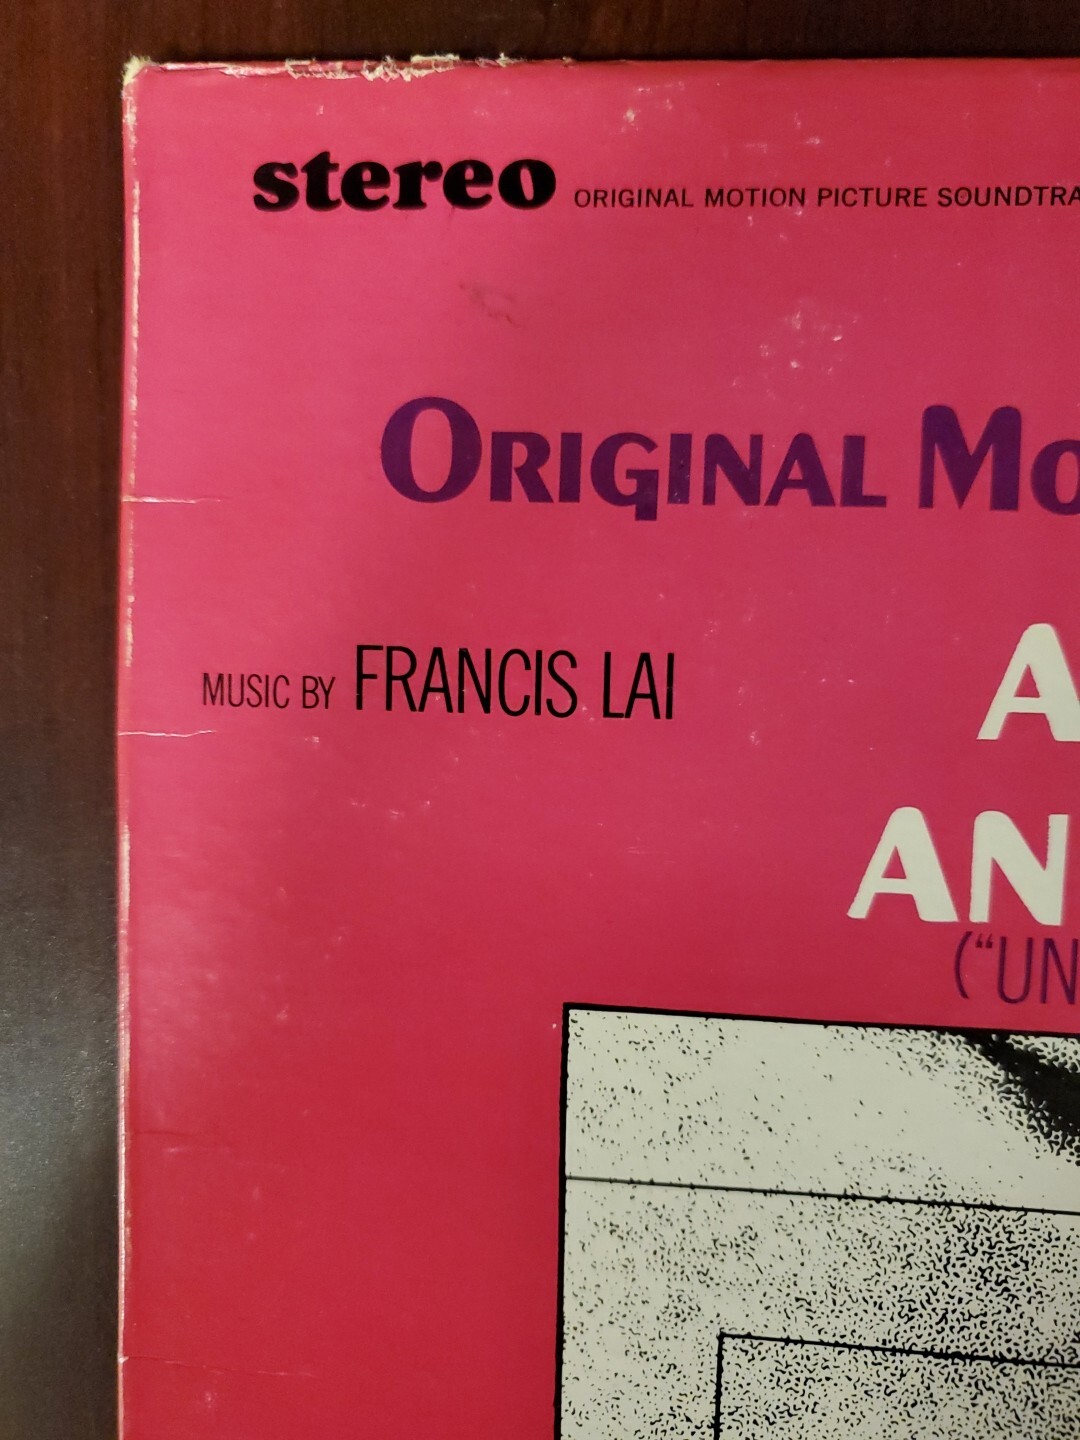 stereo ORIGINAL MOTION PICTURE SOUNDTRA
ORIGINAL MO
MUSIC BY FRANCIS LAI
A
AN
("UN